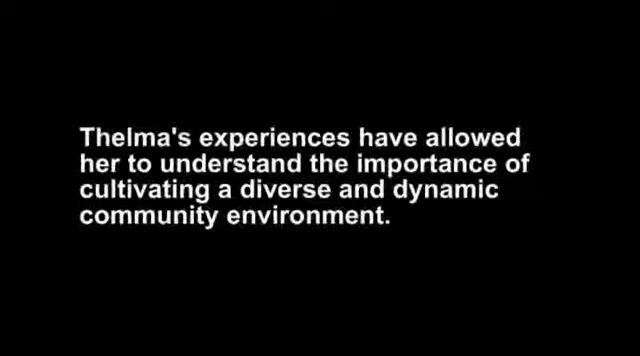 Thelma's experiences have allowed
her to understand the importance of
cultivating a diverse and dynamic
community environment.